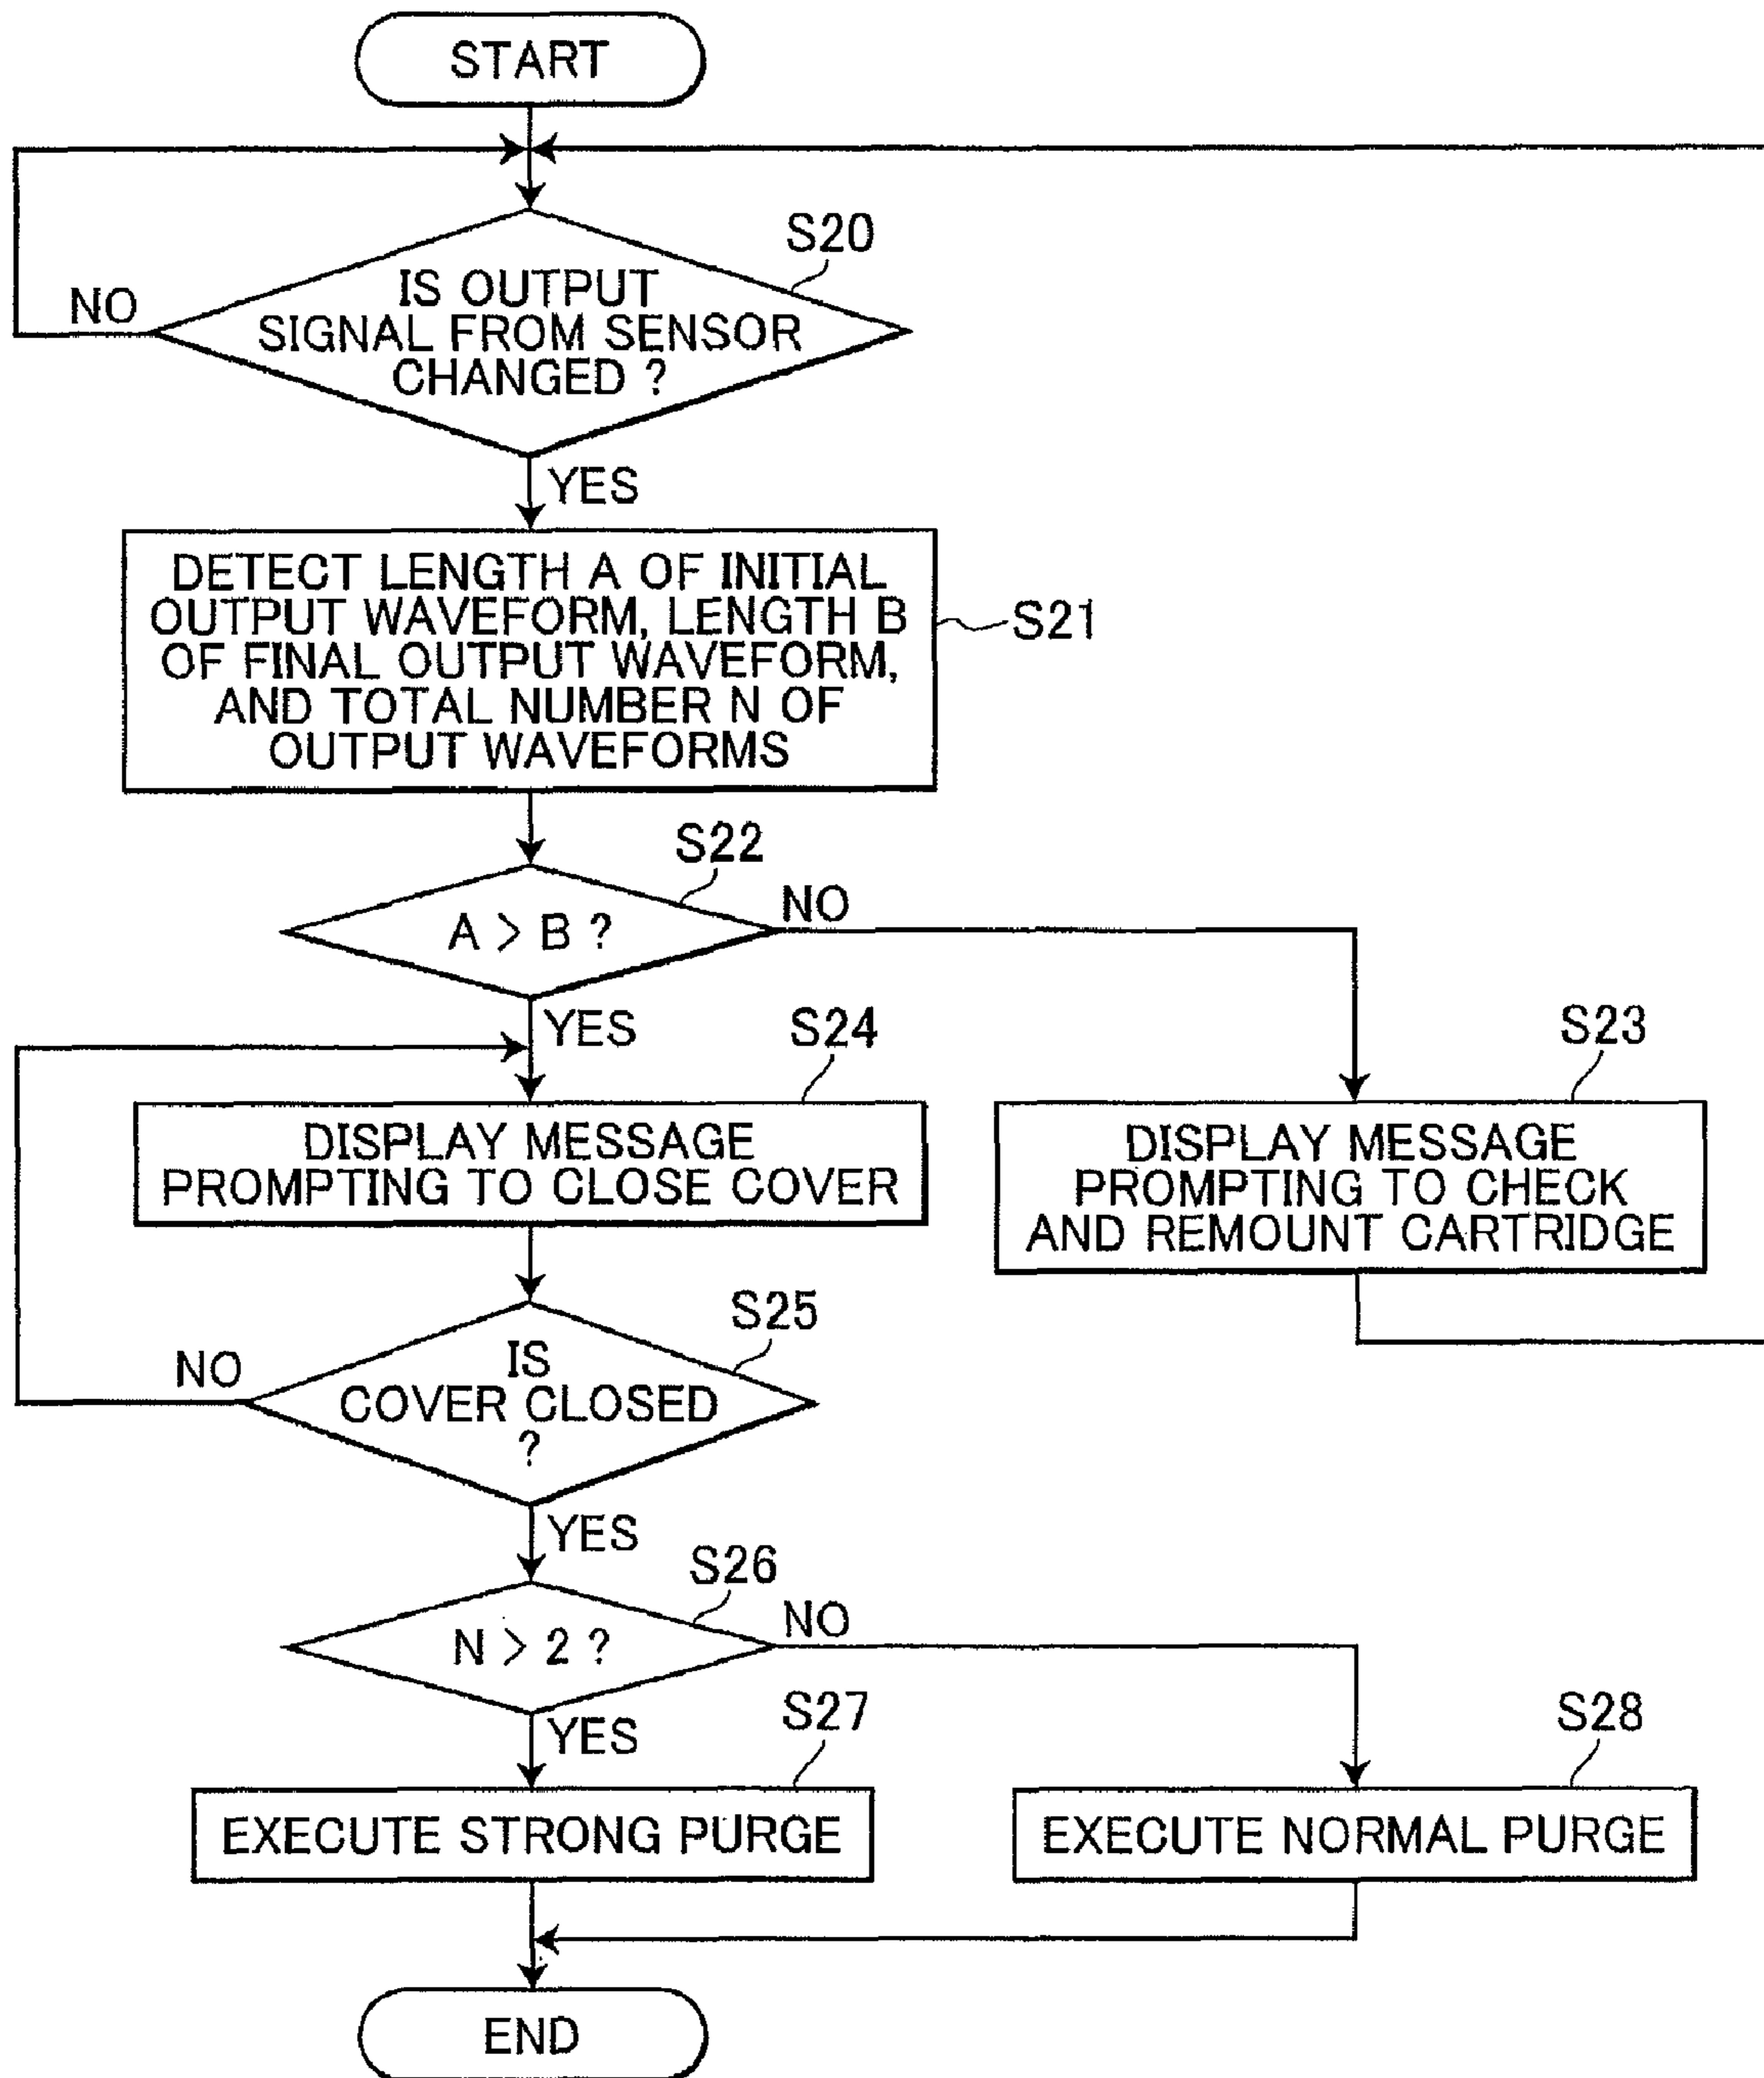 START
S20
IS OUTPUT
SIGNAL FROM SENSOR
CHANGED ?
NO
YES
DETECT LENGTH A OF INITIAL
OUTPUT WAVEFORM, LENGTH B
OF FINAL OUTPUT WAVEFORM,
AND TOTAL NUMBER N OF
OUTPUT WAVEFORMS
S21
S22
A > B ?
NO
YES
S24
DISPLAY MESSAGE
PROMPTING TO CLOSE COVER
S23
DISPLAY MESSAGE
PROMPTING TO CHECK
AND REMOUNT CARTRIDGE
S25
IS
COVER CLOSED
?
NO
YES
S26
N > 2 ?
NO
YES
S27
EXECUTE STRONG PURGE
S28
EXECUTE NORMAL PURGE
END